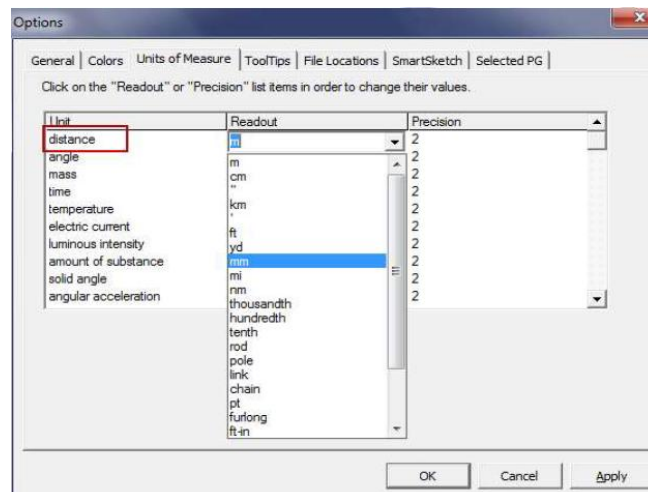 Options
General Colors Units of Measure ToolTips File Locations SmartSketch Selected PG
Click on the "Readout" or "Precision" list items in order to change their values.
Unit Readout Precision
distance m 2
angle 2
mass 2
time 2
temperature 2
electric current 2
luminous intensity 2
amount of substance 2
solid angle 2
angular acceleration 2
m
cm
"
km
'
ft
yd
mm
mi
nm
thousandth
hundredth
tenth
rod
pole
link
chain
pt
furlong
ft-in
OK Cancel Apply